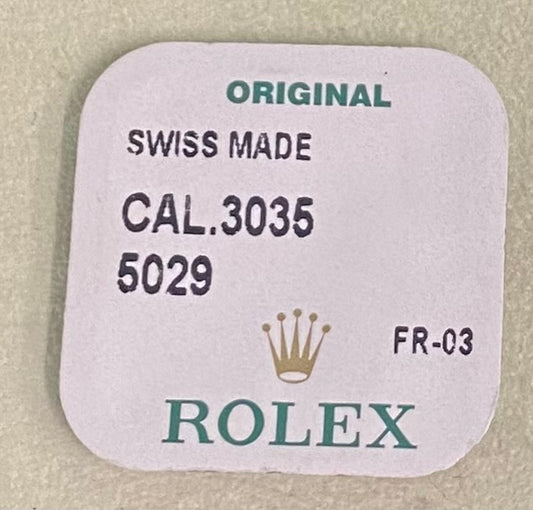 ORIGINAL
SWISS MADE
CAL.3035
5029
FR-03
ROLEX